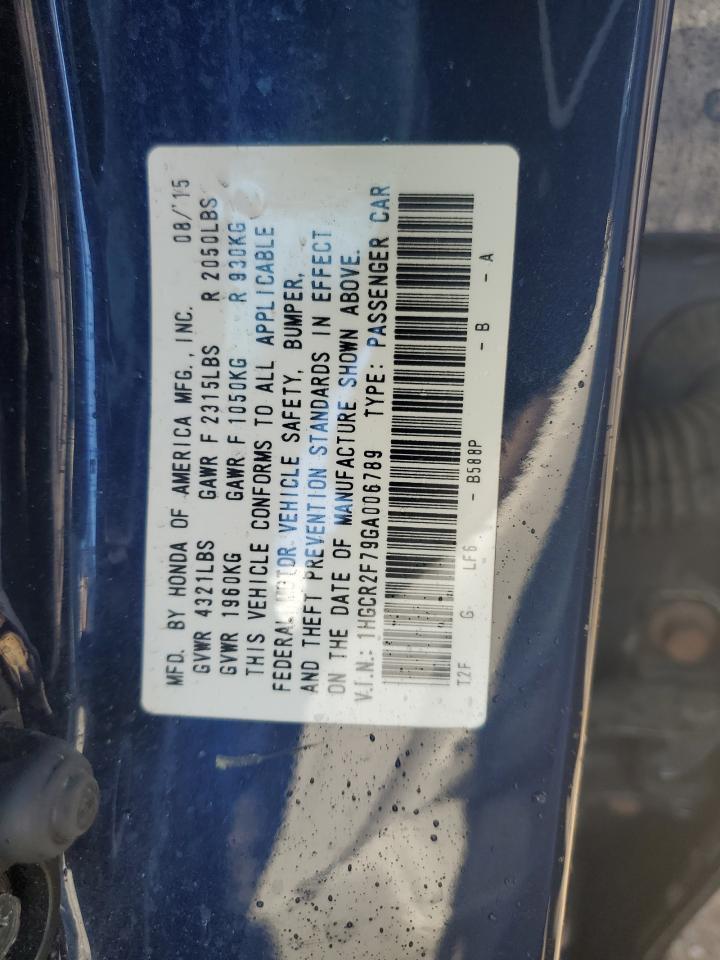 MFD. BY HONDA OF AMERICA MFG., INC. 08/'15
GVWR 4321LBS GAWR F 2315LBS R 2050LBS
GVWR 1960KG GAWR F 1050KG R 930KG
THIS VEHICLE CONFORMS TO ALL APPLICABLE
FEDERAL MOTOR VEHICLE SAFETY, BUMPER,
AND THEFT PREVENTION STANDARDS IN EFFECT
ON THE DATE OF MANUFACTURE SHOWN ABOVE.
V.I.N.: 1HGCR2F79GA006789 TYPE: PASSENGER CAR
T2F G LF6 - B588P - B - A